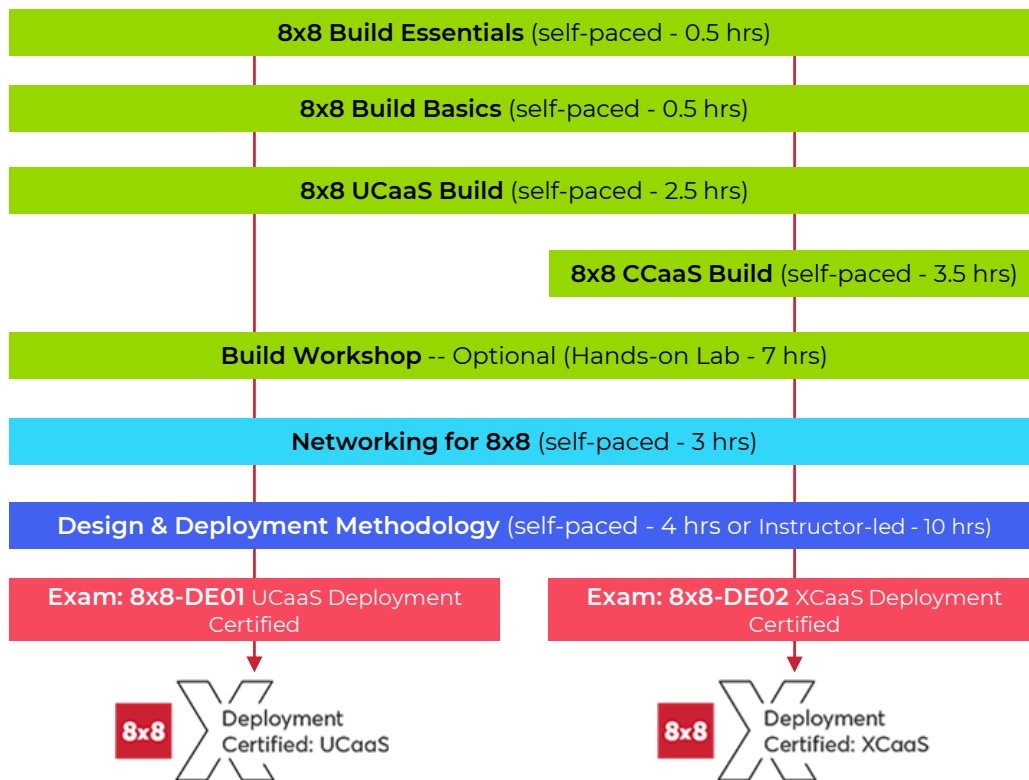 8x8 Build Essentials (self-paced - 0.5 hrs)
8x8 Build Basics (self-paced - 0.5 hrs)
8x8 UCaaS Build (self-paced - 2.5 hrs)
8x8 CCaaS Build (self-paced - 3.5 hrs)
Build Workshop -- Optional (Hands-on Lab - 7 hrs)
Networking for 8x8 (self-paced - 3 hrs)
Design & Deployment Methodology (self-paced - 4 hrs or Instructor-led - 10 hrs)
Exam: 8x8-DE01 UCaaS Deployment
Certified
Exam: 8x8-DE02 XCaaS Deployment
Certified
8x8
Deployment
Certified: UCaaS
8x8
Deployment
Certified: XCaaS